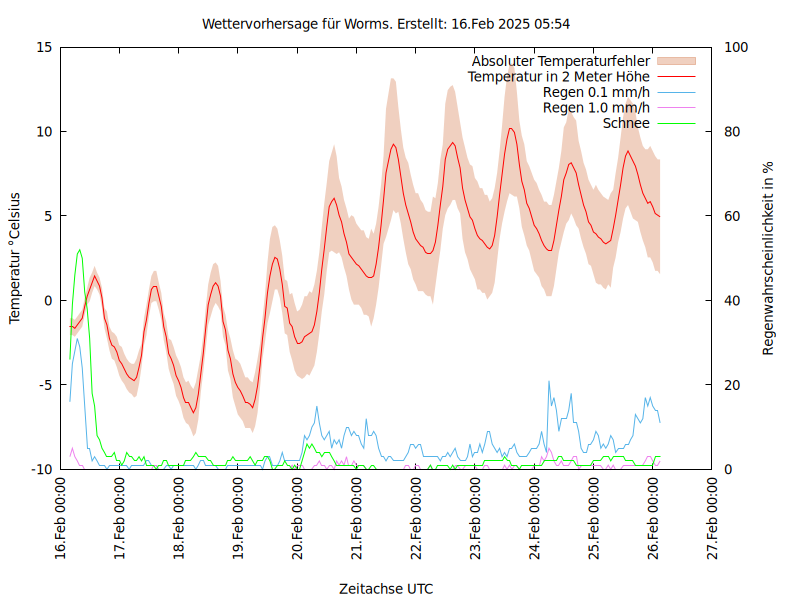 Wettervorhersage für Worms. Erstellt: 16.Feb 2025 05:54
Temperatur °Celsius
15
10
5
0
-5
-10
Absoluter Temperaturfehler
Temperatur in 2 Meter Höhe
Regen 0.1 mm/h
Regen 1.0 mm/h
Schnee
100
80
60
40
20
0
Regenwahrscheinlichkeit in %
16.Feb 00:00
17.Feb 00:00
18.Feb 00:00
19.Feb 00:00
20.Feb 00:00
21.Feb 00:00
22.Feb 00:00
23.Feb 00:00
24.Feb 00:00
25.Feb 00:00
26.Feb 00:00
27.Feb 00:00
Zeitachse UTC